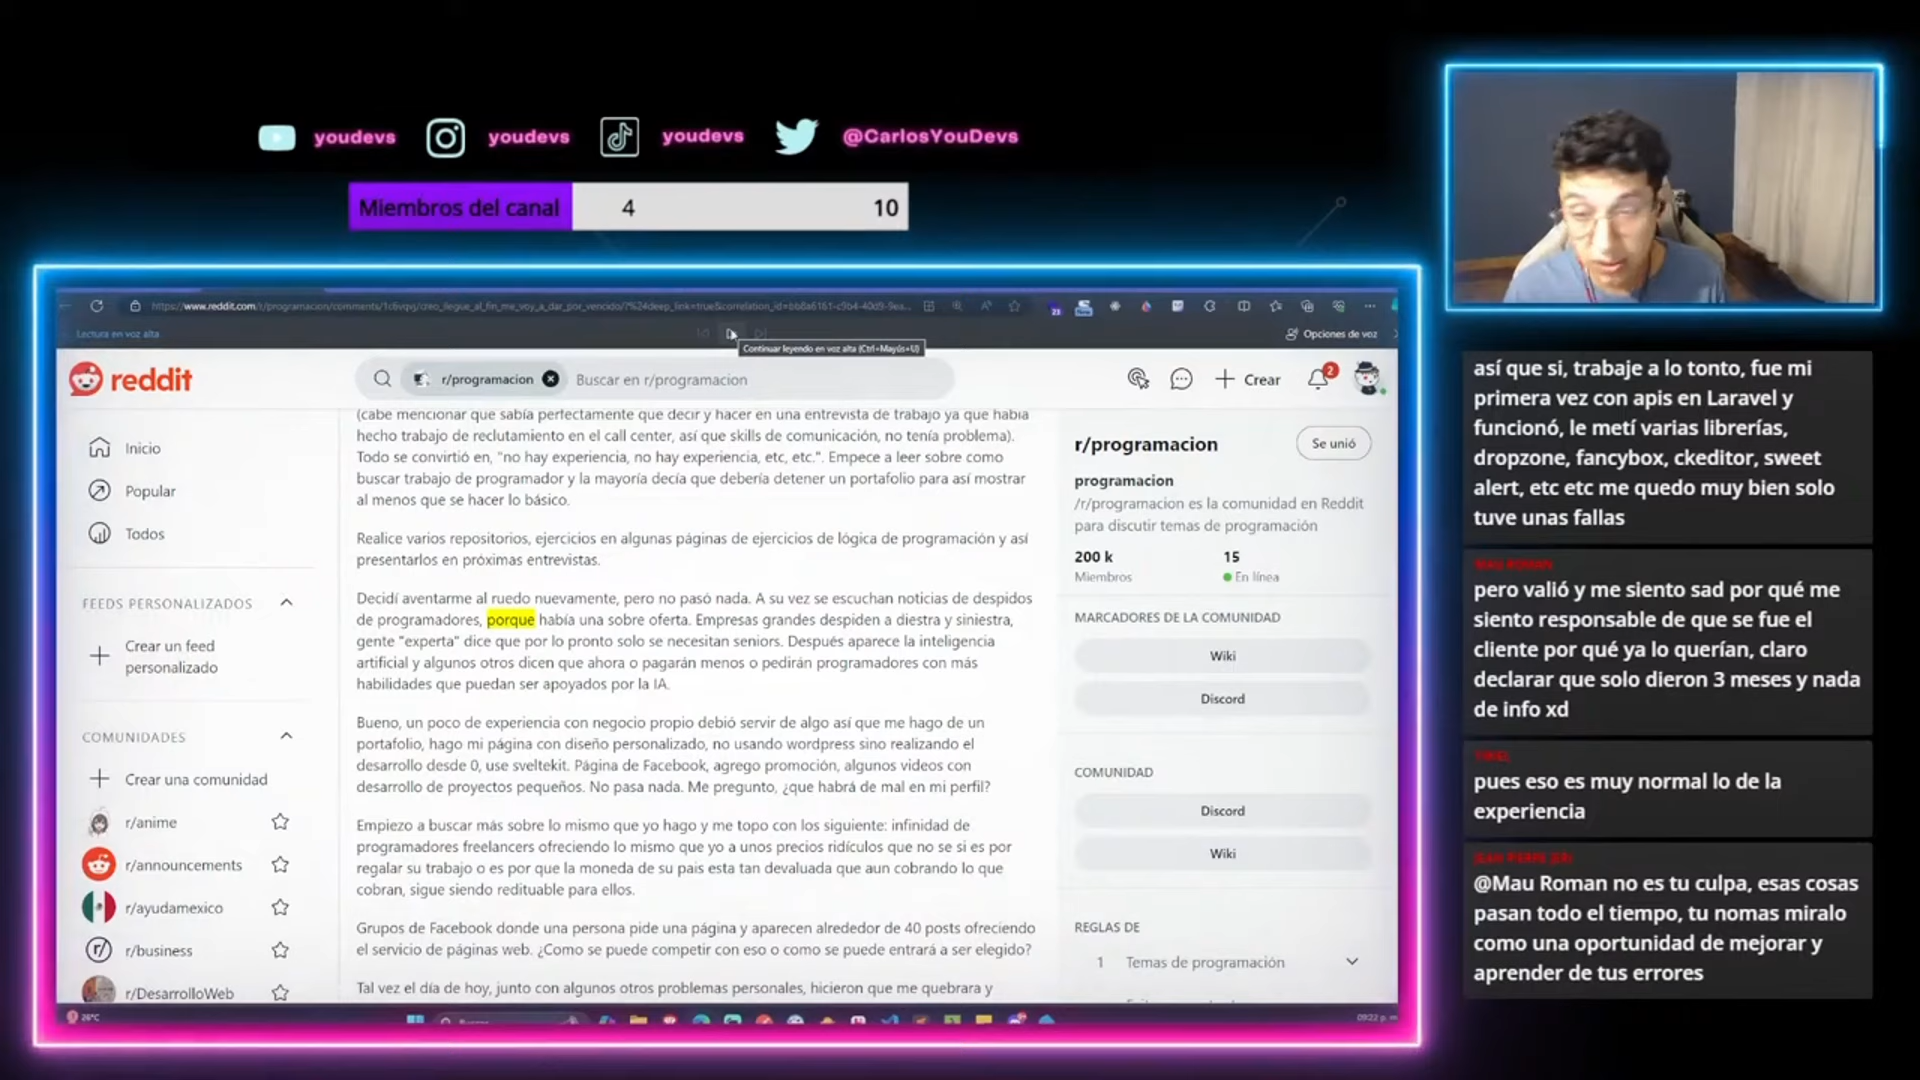 youdevs
youdevs
youdevs
@CarlosYouDevs
Miembros del canal
4
10
Lectura en voz alta
Continuar leyendo en voz alta (Ctrl+Mayús+U)
Opciones de voz
reddit
r/programacion
Buscar en r/programacion
Crear
2
Inicio
Popular
Todos
FEEDS PERSONALIZADOS
Crear un feed
personalizado
COMUNIDADES
Crear una comunidad
r/anime
r/announcements
r/ayudamexico
r/business
r/DesarrolloWeb
(cabe mencionar que sabía perfectamente que decir y hacer en una entrevista de trabajo ya que había
hecho trabajo de reclutamiento en el call center, así que skills de comunicación, no tenía problema).
Todo se convirtió en, "no hay experiencia, no hay experiencia, etc, etc.". Empece a leer sobre como
buscar trabajo de programador y la mayoría decía que debería detener un portafolio para así mostrar
al menos que se hacer lo básico.
Realice varios repositorios, ejercicios en algunas páginas de ejercicios de lógica de programación y así
presentarlos en próximas entrevistas.
Decidí aventarme al ruedo nuevamente, pero no pasó nada. A su vez se escuchan noticias de despidos
de programadores, porque había una sobre oferta. Empresas grandes despiden a diestra y siniestra,
gente "experta" dice que por lo pronto solo se necesitan seniors. Después aparece la inteligencia
artificial y algunos otros dicen que ahora o pagarán menos o pedirán programadores con más
habilidades que puedan ser apoyados por la IA.
Bueno, un poco de experiencia con negocio propio debió servir de algo así que me hago de un
portafolio, hago mi página con diseño personalizado, no usando wordpress sino realizando el
desarrollo desde 0, use sveltekit. Página de Facebook, agrego promoción, algunos videos con
desarrollo de proyectos pequeños. No pasa nada. Me pregunto, ¿que habrá de mal en mi perfil?
Empiezo a buscar más sobre lo mismo que yo hago y me topo con los siguiente: infinidad de
programadores freelancers ofreciendo lo mismo que yo a unos precios ridículos que no se si es por
regalar su trabajo o es por que la moneda de su pais esta tan devaluada que aun cobrando lo que
cobran, sigue siendo redituable para ellos.
Grupos de Facebook donde una persona pide una página y aparecen alrededor de 40 posts ofreciendo
el servicio de páginas web. ¿Como se puede competir con eso o como se puede entrará a ser elegido?
Tal vez el día de hoy, junto con algunos otros problemas personales, hicieron que me quebrara y
r/programacion
Se unió
programacion
/r/programacion es la comunidad en Reddit
para discutir temas de programación
200 k
15
Miembros
En línea
MARCADORES DE LA COMUNIDAD
Wiki
Discord
COMUNIDAD
Discord
Wiki
REGLAS DE
1 Temas de programación
26°C
así que si, trabaje a lo tonto, fue mi
primera vez con apis en Laravel y
funcionó, le metí varias librerías,
dropzone, fancybox, ckeditor, sweet
alert, etc etc me quedo muy bien solo
tuve unas fallas
MAU ROMAN
pero valió y me siento sad por qué me
siento responsable de que se fue el
cliente por qué ya lo querían, claro
declarar que solo dieron 3 meses y nada
de info xd
pues eso es muy normal lo de la
experiencia
@Mau Roman no es tu culpa, esas cosas
pasan todo el tiempo, tu nomas miralo
como una oportunidad de mejorar y
aprender de tus errores